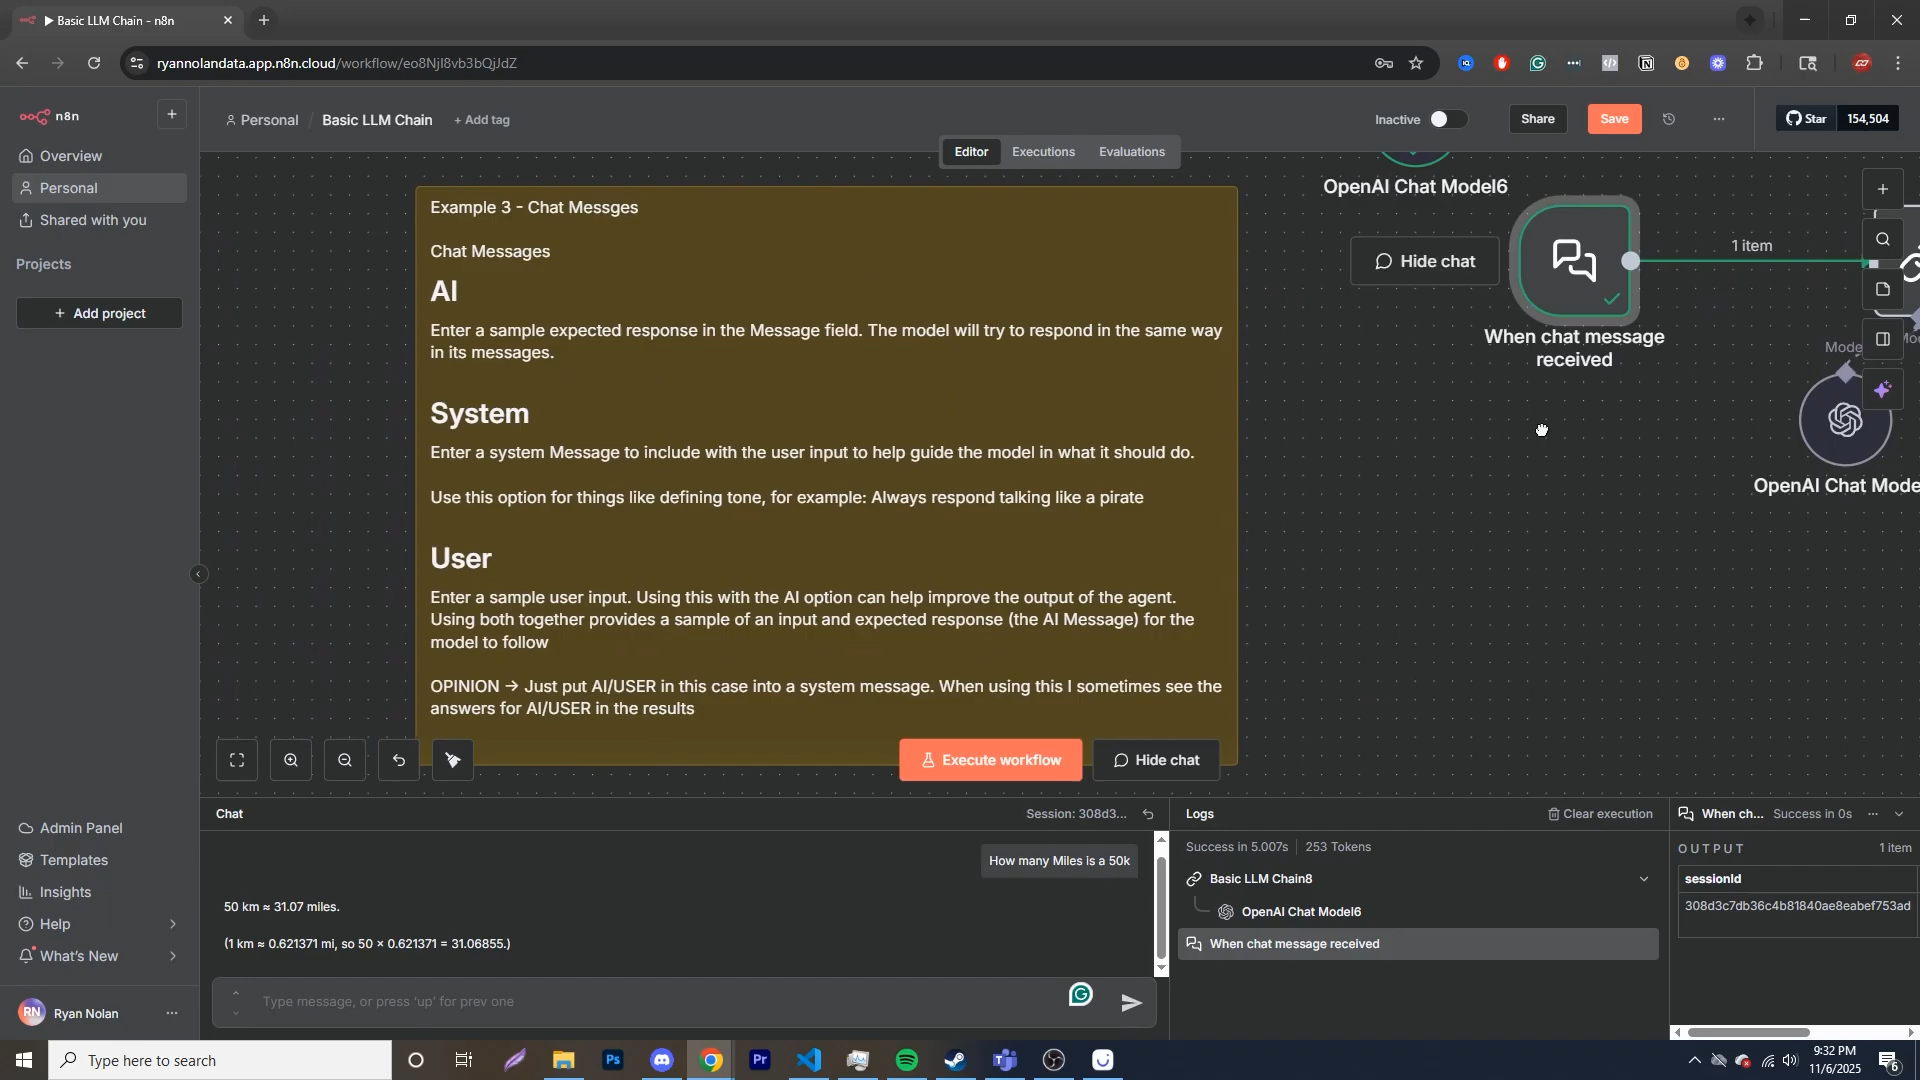 Basic LLM Chain - n8n
ryannolandata.app.n8n.cloud/workflow/eo8NjI8vb3bQjJdZ
n8n
Overview
Personal
Shared with you
Projects
Add project
Personal / Basic LLM Chain + Add tag
Inactive
Share
Save
Star 154,504
Editor Executions Evaluations
Example 3 - Chat Messges
Chat Messages
AI
Enter a sample expected response in the Message field. The model will try to respond in the same way
in its messages.
System
Enter a system Message to include with the user input to help guide the model in what it should do.
Use this option for things like defining tone, for example: Always respond talking like a pirate
User
Enter a sample user input. Using this with the AI option can help improve the output of the agent.
Using both together provides a sample of an input and expected response (the AI Message) for the
model to follow
OPINION → Just put AI/USER in this case into a system message. When using this I sometimes see the
answers for AI/USER in the results
OpenAI Chat Model6
Hide chat
1 item
When chat message
received
Mode
OpenAI Chat Mode
Execute workflow
Hide chat
Admin Panel
Templates
Insights
Help
What's New
RN Ryan Nolan
Chat
Session: 308d3...
How many Miles is a 50k
50 km ≈ 31.07 miles.
(1 km ≈ 0.621371 mi, so 50 × 0.621371 = 31.06855.)
Type message, or press 'up' for prev one
Logs
Clear execution
Success in 5.007s 253 Tokens
Basic LLM Chain8
OpenAI Chat Model6
When chat message received
When ch... Success in 0s
OUTPUT
1 item
sessionId
308d3c7db36c4b81840ae8eabef753ad
Type here to search
9:32 PM
11/6/2025
6